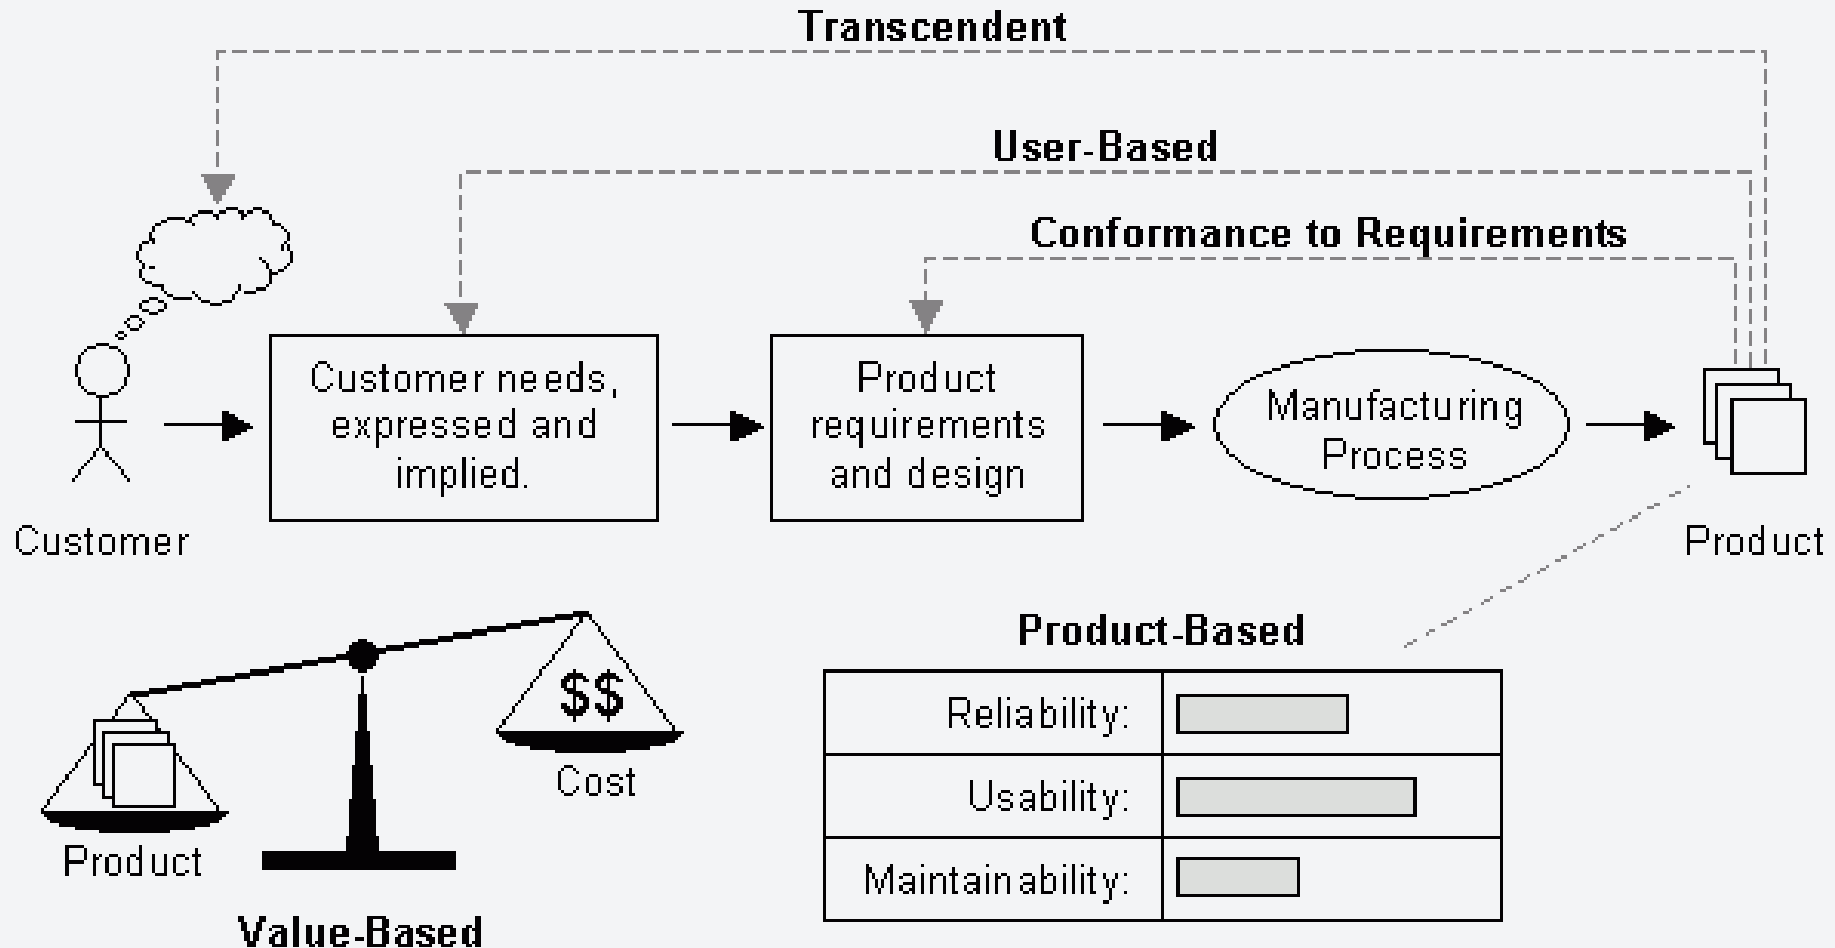 Transcendent
User-Based
Conformance to Requirements
Customer needs,
expressed and
implied.
Product
requirements
and design
Manufacturing
Process
Customer
Product
$$
Cost
Product
Value-Based
Product-Based
Reliability:
Usability:
Maintainability: